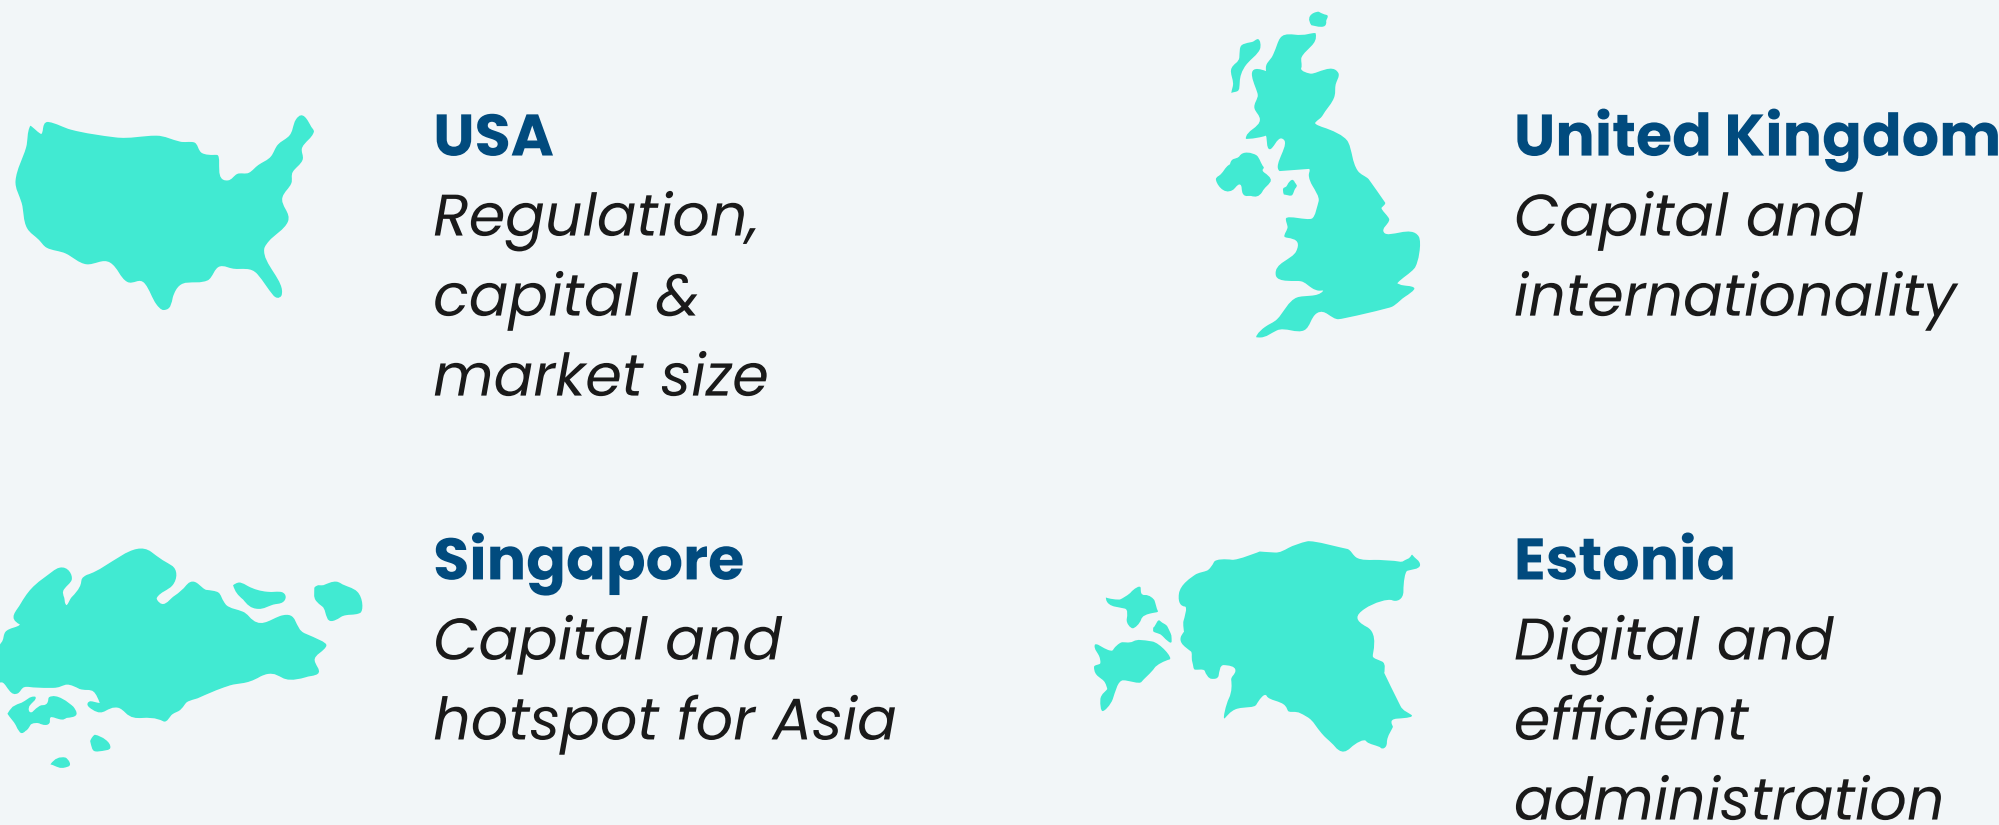 USA
Regulation,
capital &
market size
United Kingdom
Capital and
internationality
Singapore
Capital and
hotspot for Asia
Estonia
Digital and
efficient
administration